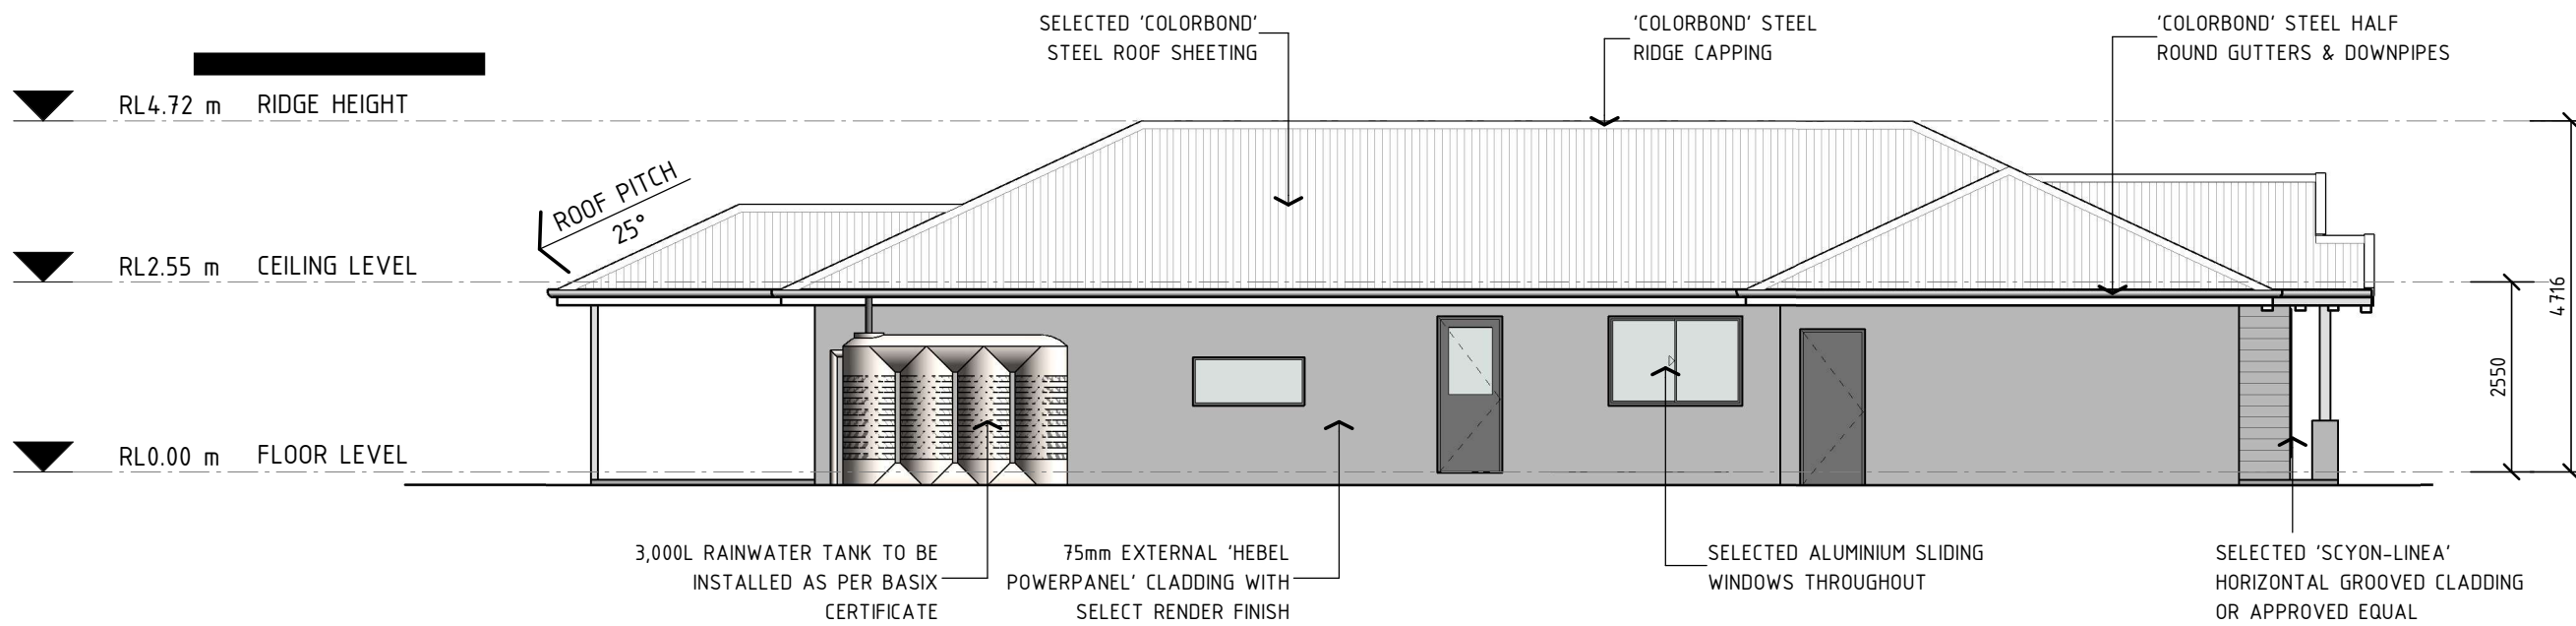 SELECTED 'COLORBOND'
STEEL ROOF SHEETING
'COLORBOND' STEEL
RIDGE CAPPING
'COLORBOND' STEEL HALF
ROUND GUTTERS & DOWNPIPES
RL4.72 m RIDGE HEIGHT
ROOF PITCH
25°
RL2.55 m CEILING LEVEL
4716
2550
RL0.00 m FLOOR LEVEL
3,000L RAINWATER TANK TO BE
INSTALLED AS PER BASIX
CERTIFICATE
75mm EXTERNAL 'HEBEL
POWERPANEL' CLADDING WITH
SELECT RENDER FINISH
SELECTED ALUMINIUM SLIDING
WINDOWS THROUGHOUT
SELECTED 'SCYON-LINEA'
HORIZONTAL GROOVED CLADDING
OR APPROVED EQUAL